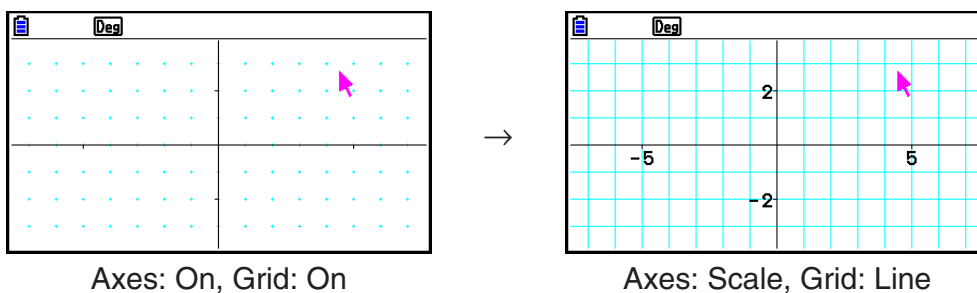 Deg
→
Deg
2
-5
5
-2
Axes: On, Grid: On
Axes: Scale, Grid: Line